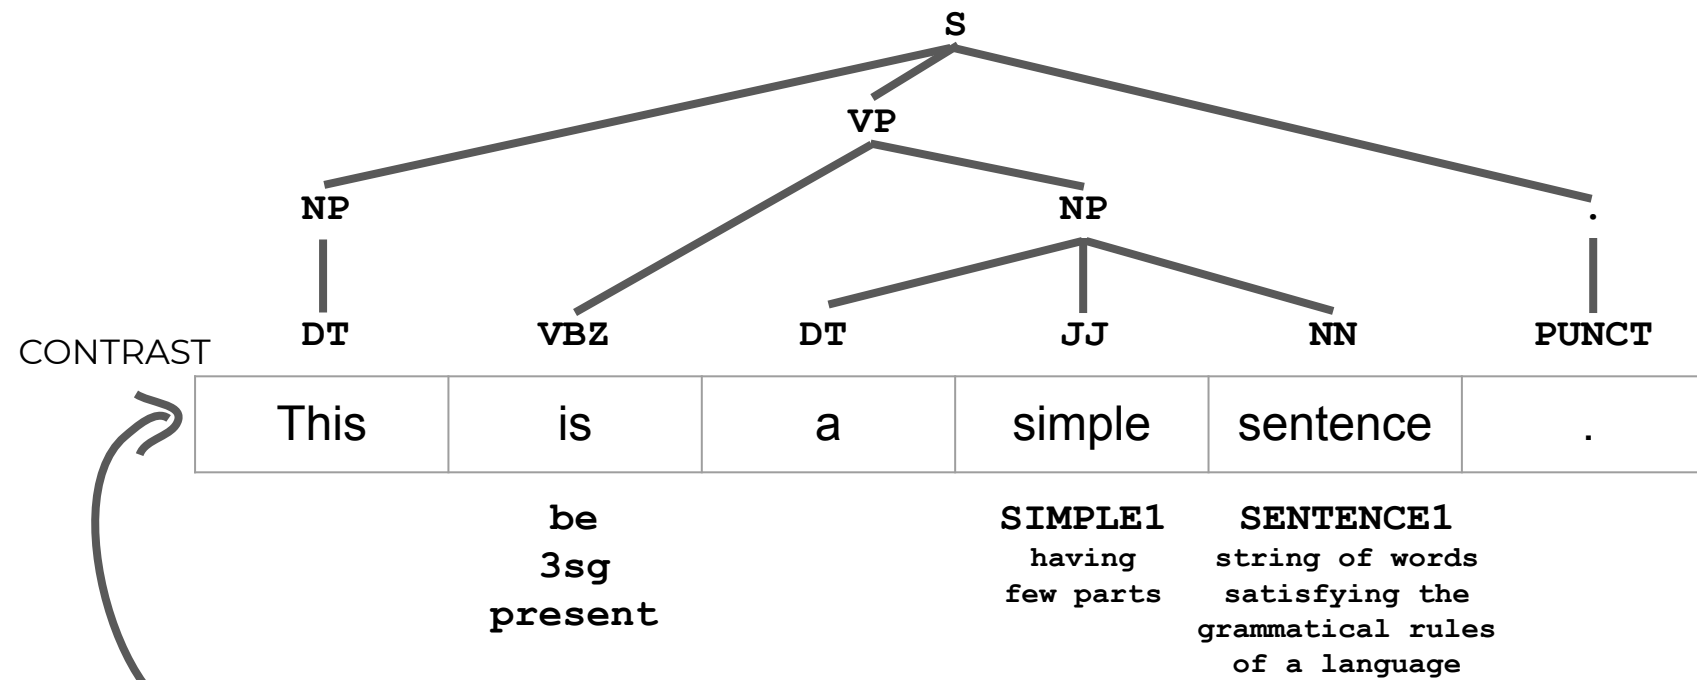 S
VP
NP NP .
DT VBZ DT JJ NN PUNCT
CONTRAST
This is a simple sentence .
be SIMPLE1 SENTENCE1
3sg having string of words
present few parts satisfying the
grammatical rules
of a language